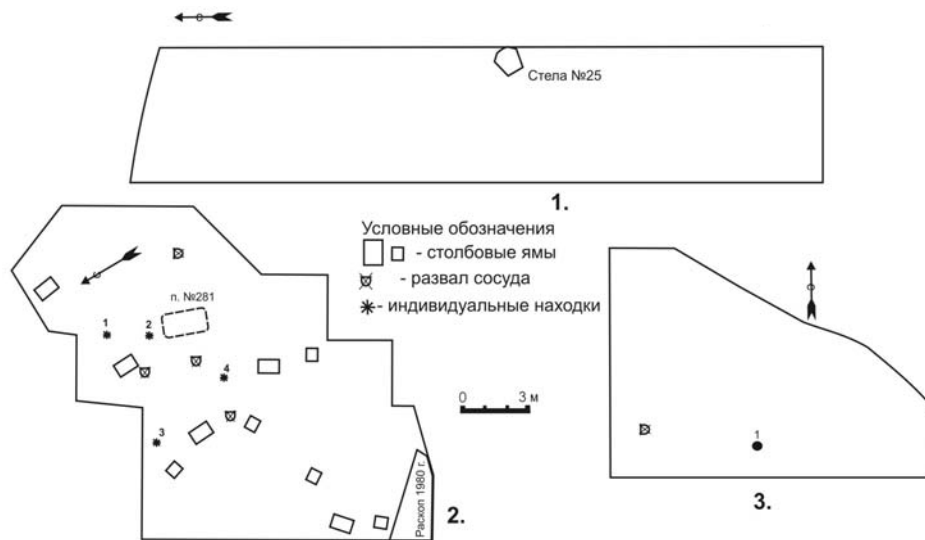 Стела №25
1.
Условные обозначения
- столбовые ямы
- развал сосуда
- индивидуальные находки
п. №281
1
2
4
3
0 3 м
Раскоп 1980 г.
2.
1
3.